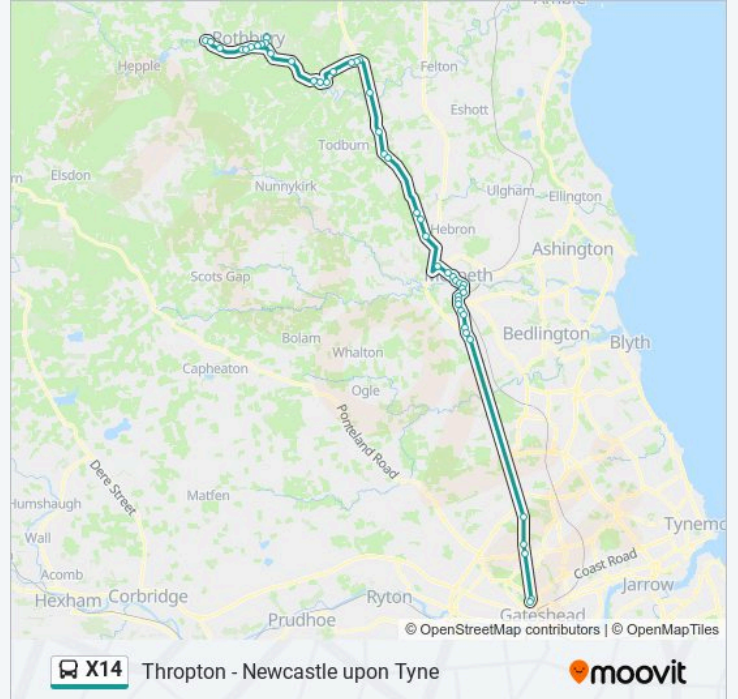 Amble
Rothbury
Hepple
Felton
Eshott
Todburn
Elsdon
Nunnykirk
Ulgham
Ellington
Hebron
Ashington
Scots Gap
Bolam
Bedlington
Whalton
Blyth
Capheaton
Ogle
Ponteland Road
Dere Street
Matfen
Humshaugh
Wall
Tynemo
Coast Road
Acomb
Jarrow
Hexham
Corbridge
Ryton
Prudhoe
Gateshead
© OpenStreetMap contributors | © OpenMapTiles
X14 Thropton - Newcastle upon Tyne
moovit